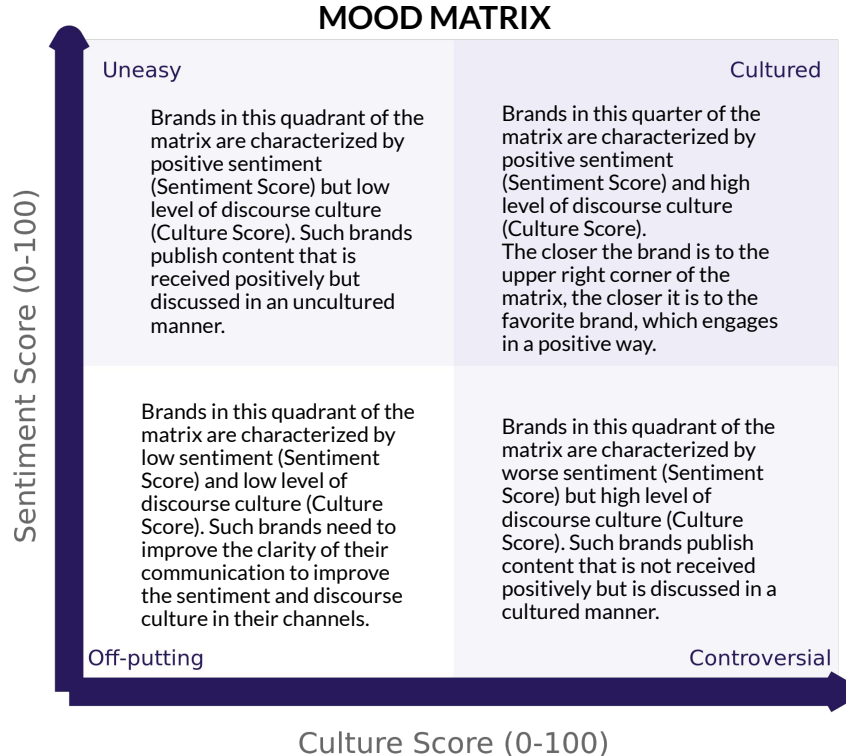 MOOD MATRIX
Uneasy
Brands in this quadrant of the
matrix are characterized by
positive sentiment
(Sentiment Score) but low
level of discourse culture
(Culture Score). Such brands
publish content that is
received positively but
discussed in an uncultured
manner.
Cultured
Brands in this quarter of the
matrix are characterized by
positive sentiment
(Sentiment Score) and high
level of discourse culture
(Culture Score).
The closer the brand is to the
upper right corner of the
matrix, the closer it is to the
favorite brand, which engages
in a positive way.
Sentiment Score (0-100)
Brands in this quadrant of the
matrix are characterized by
low sentiment (Sentiment
Score) and low level of
discourse culture (Culture
Score). Such brands need to
improve the clarity of their
communication to improve
the sentiment and discourse
culture in their channels.
Off-putting
Brands in this quadrant of the
matrix are characterized by
worse sentiment (Sentiment
Score) but high level of
discourse culture (Culture
Score). Such brands publish
content that is not received
positively but is discussed in a
cultured manner.
Controversial
Culture Score (0-100)